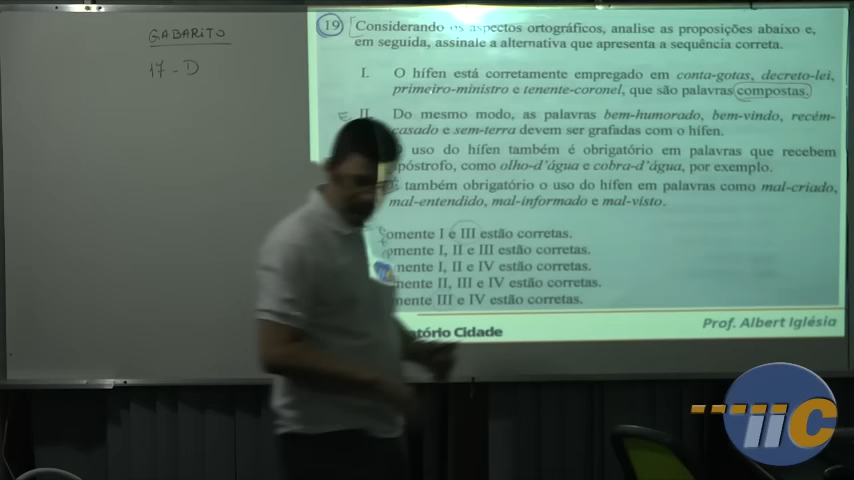 GABARITO
17 - D
19 Considerando os aspectos ortográficos, analise as proposições abaixo e,
em seguida, assinale a alternativa que apresenta a sequência correta.
I. O hífen está corretamente empregado em conta-gotas, decreto-lei,
primeiro-ministro e tenente-coronel, que são palavras compostas.
E II. Do mesmo modo, as palavras bem-humorado, bem-vindo, recém-
casado e sem-terra devem ser grafadas com o hífen.
uso do hífen também é obrigatório em palavras que recebem
póstrofo, como olho-d'água e cobra-d'água, por exemplo.
É também obrigatório o uso do hífen em palavras como mal-criado,
mal-entendido, mal-informado e mal-visto.
omente I e III estão corretas.
omente I, II e III estão corretas.
mente I, II e IV estão corretas.
mente II, III e IV estão corretas.
mente III e IV estão corretas.
atório Cidade
Prof. Albert Iglésia
IIC